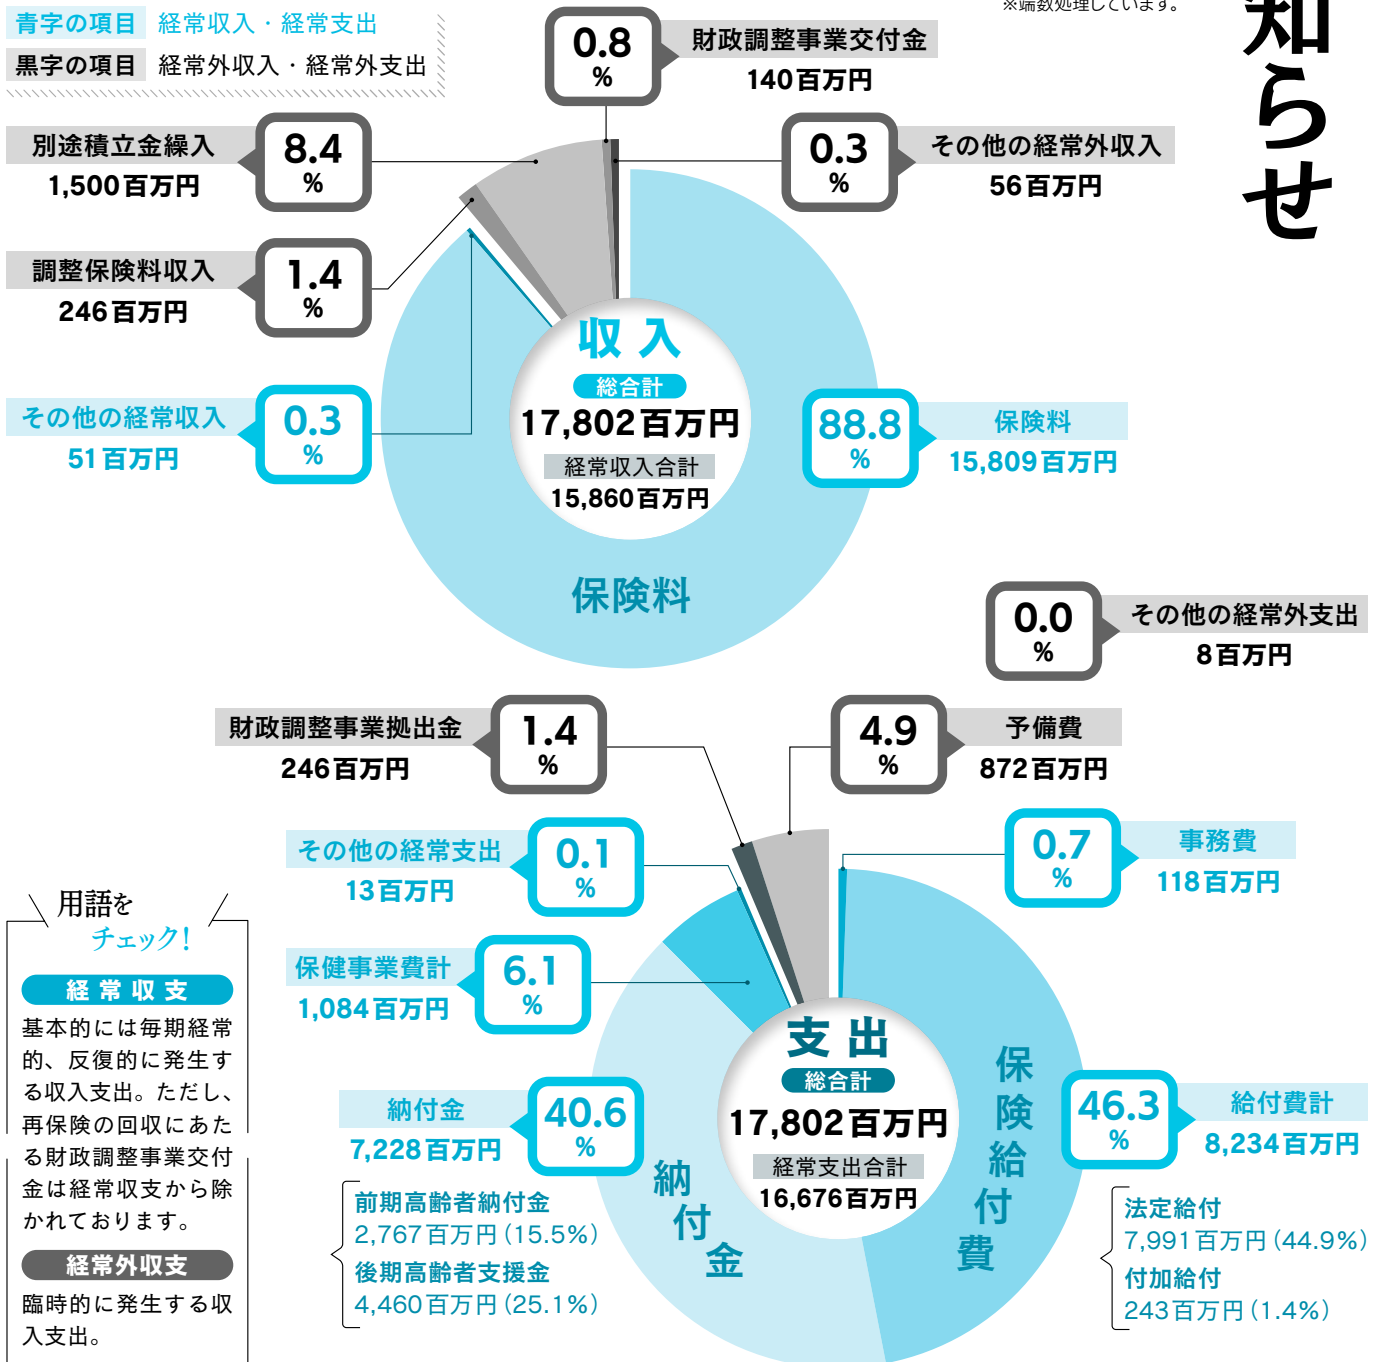 ※端数処理しています。
知らせ
青字の項目 経常収入・経常支出
黒字の項目 経常外収入・経常外支出
0.8
%
財政調整事業交付金
140百万円
別途積立金繰入
1,500百万円
8.4
%
0.3
%
その他の経常外収入
56百万円
調整保険料収入
246百万円
1.4
%
その他の経常収入
51百万円
0.3
%
収入
総合計
17,802百万円
経常収入合計
15,860百万円
88.8
%
保険料
15,809百万円
保険料
0.0
%
その他の経常外支出
8百万円
財政調整事業拠出金
246百万円
1.4
%
4.9
%
予備費
872百万円
その他の経常支出
13百万円
0.1
%
0.7
%
事務費
118百万円
保健事業費計
1,084百万円
6.1
%
支出
総合計
17,802百万円
経常支出合計
16,676百万円
納付金
7,228百万円
40.6
%
前期高齢者納付金
2,767百万円(15.5%)
後期高齢者支援金
4,460百万円(25.1%)
納付金
保険給付費
46.3
%
給付費計
8,234百万円
法定給付
7,991百万円(44.9%)
付加給付
243百万円(1.4%)
用語を
チェック!
経常収支
基本的には毎期経常
的、反復的に発生す
る収入支出。ただし、
再保険の回収にあた
る財政調整事業交付
金は経常収支から除
かれております。
経常外収支
臨時的に発生する収
入支出。